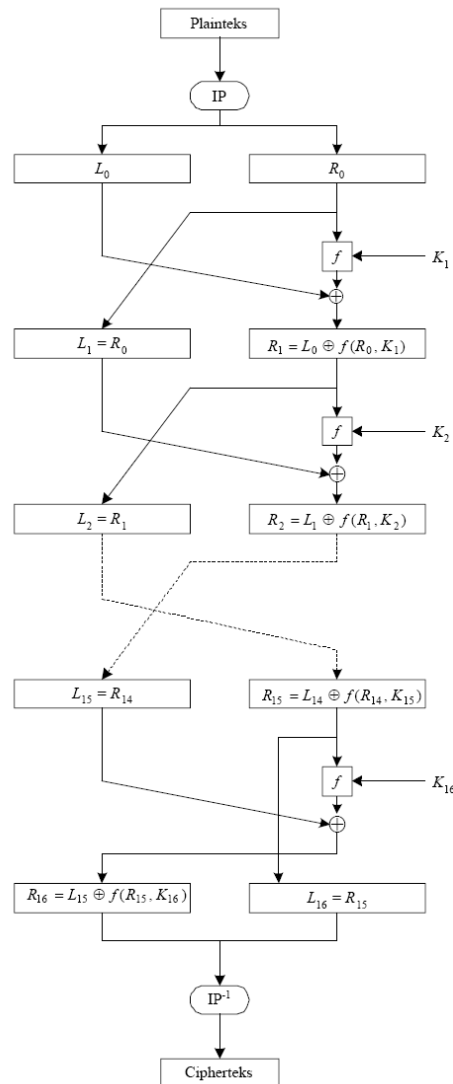 Plainteks
IP
L₀ R₀
f K₁
⊕
L₁ = R₀ R₁ = L₀ ⊕ f(R₀, K₁)
f K₂
⊕
L₂ = R₁ R₂ = L₁ ⊕ f(R₁, K₂)
L₁₅ = R₁₄ R₁₅ = L₁₄ ⊕ f(R₁₄, K₁₅)
f K₁₆
⊕
R₁₆ = L₁₅ ⊕ f(R₁₅, K₁₆) L₁₆ = R₁₅
IP⁻¹
Cipherteks